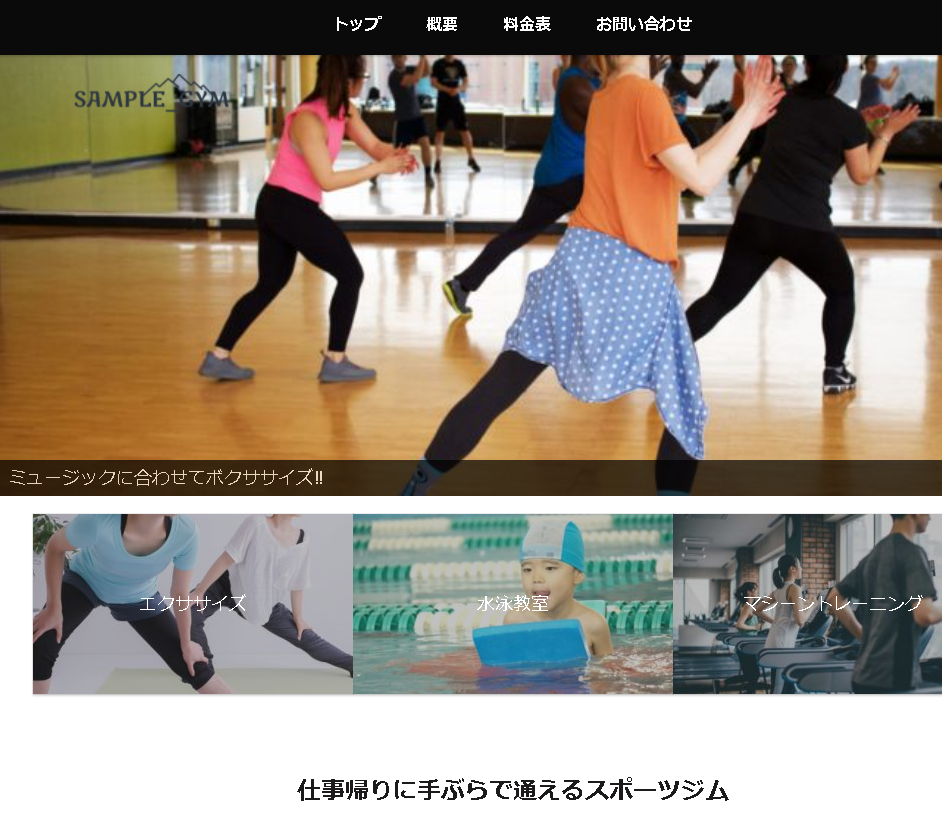 トップ 概要 料金表 お問い合わせ
SAMPLE_GYM
ミュージックに合わせてボクササイズ!!
エクササイズ 水泳教室 マシーントレーニング
仕事帰りに手ぶらで通えるスポーツジム